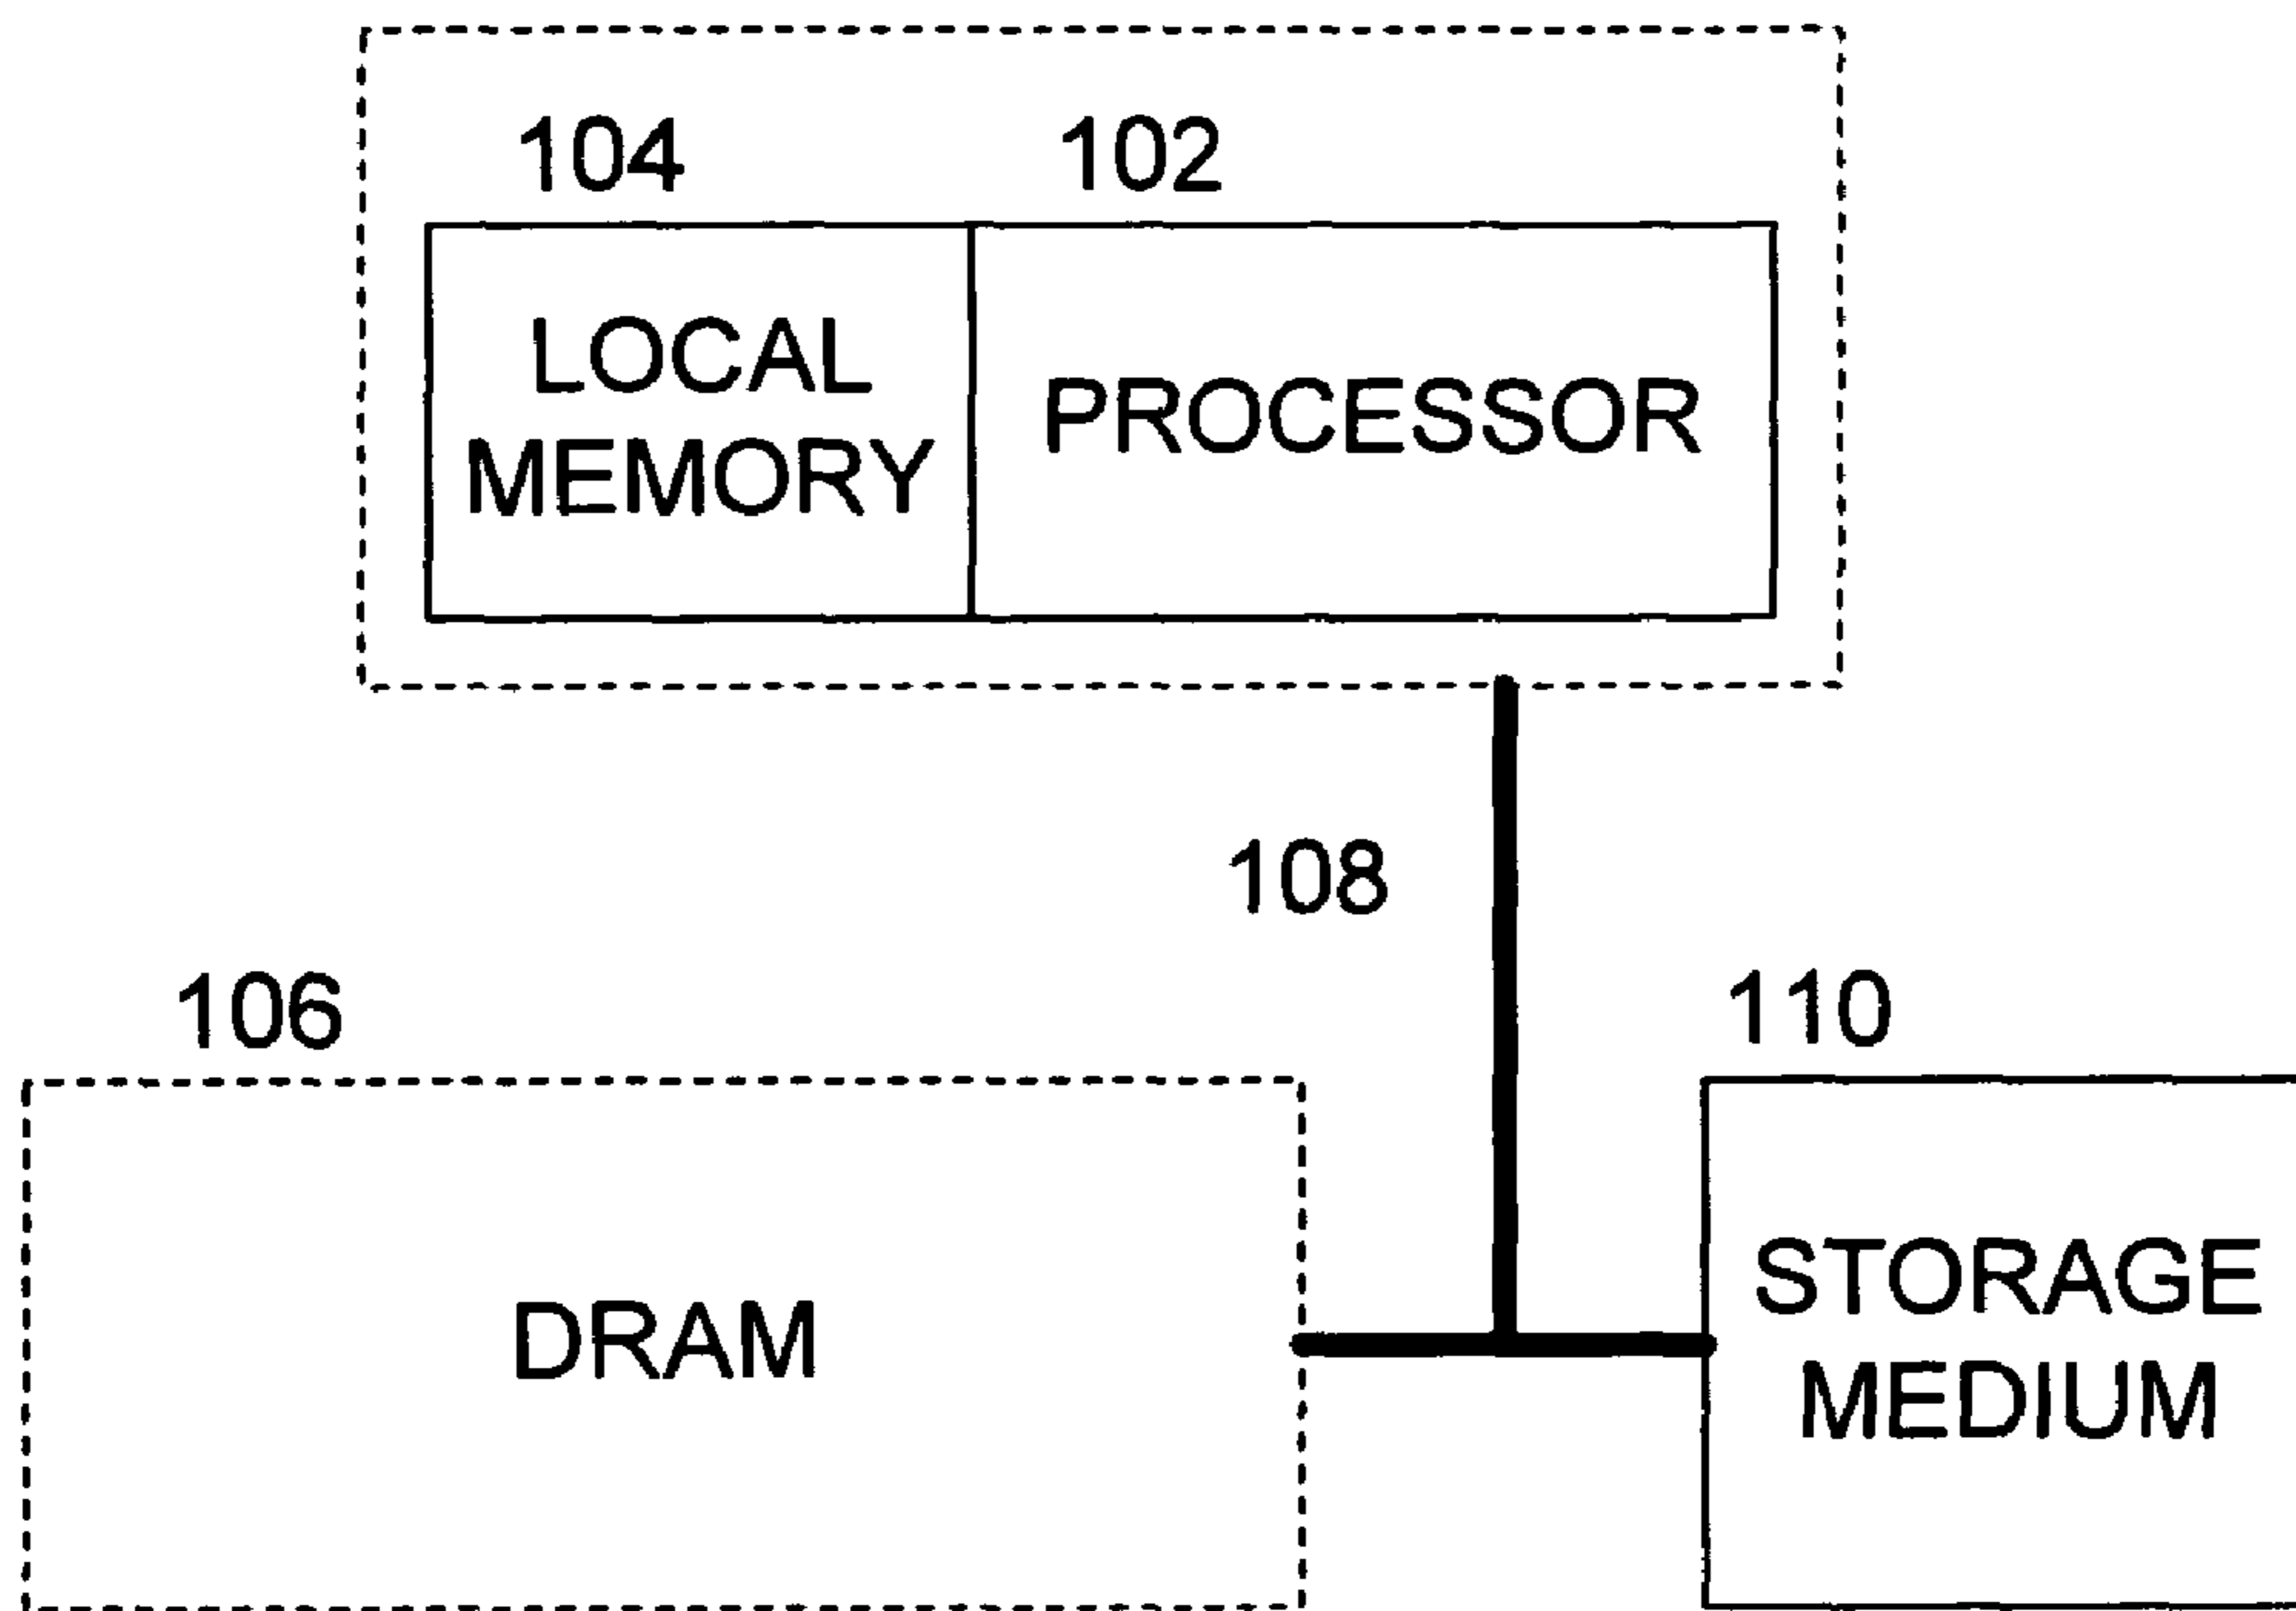 104
102
LOCAL
MEMORY
PROCESSOR
108
106
110
DRAM
STORAGE
MEDIUM